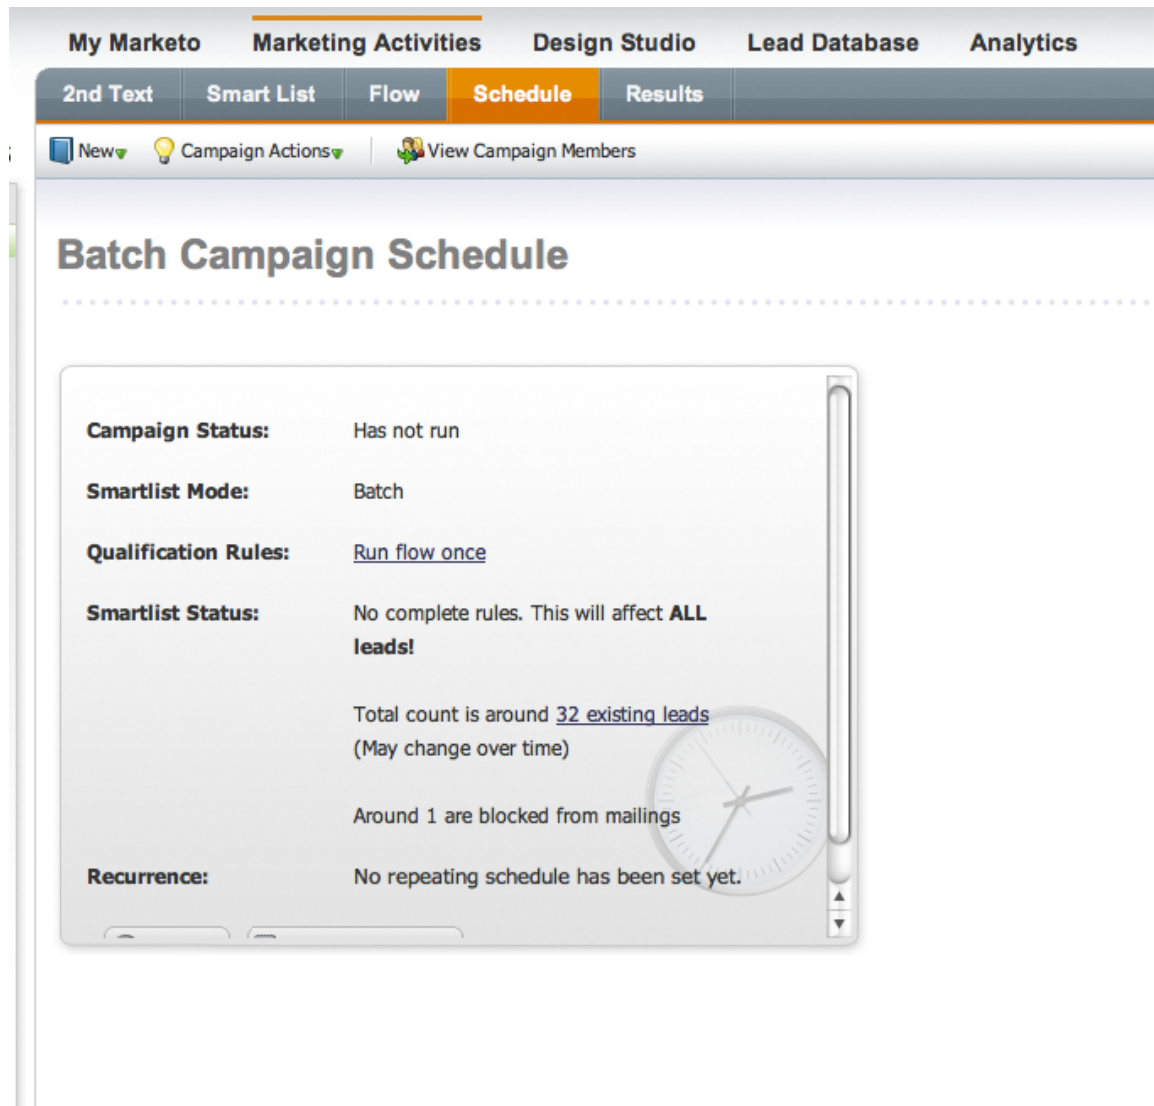 My Marketo Marketing Activities Design Studio Lead Database Analytics
2nd Text Smart List Flow Schedule Results
New Campaign Actions View Campaign Members
Batch Campaign Schedule
Campaign Status: Has not run
Smartlist Mode: Batch
Qualification Rules: Run flow once
Smartlist Status: No complete rules. This will affect ALL
leads!
Total count is around 32 existing leads
(May change over time)
Around 1 are blocked from mailings
Recurrence: No repeating schedule has been set yet.